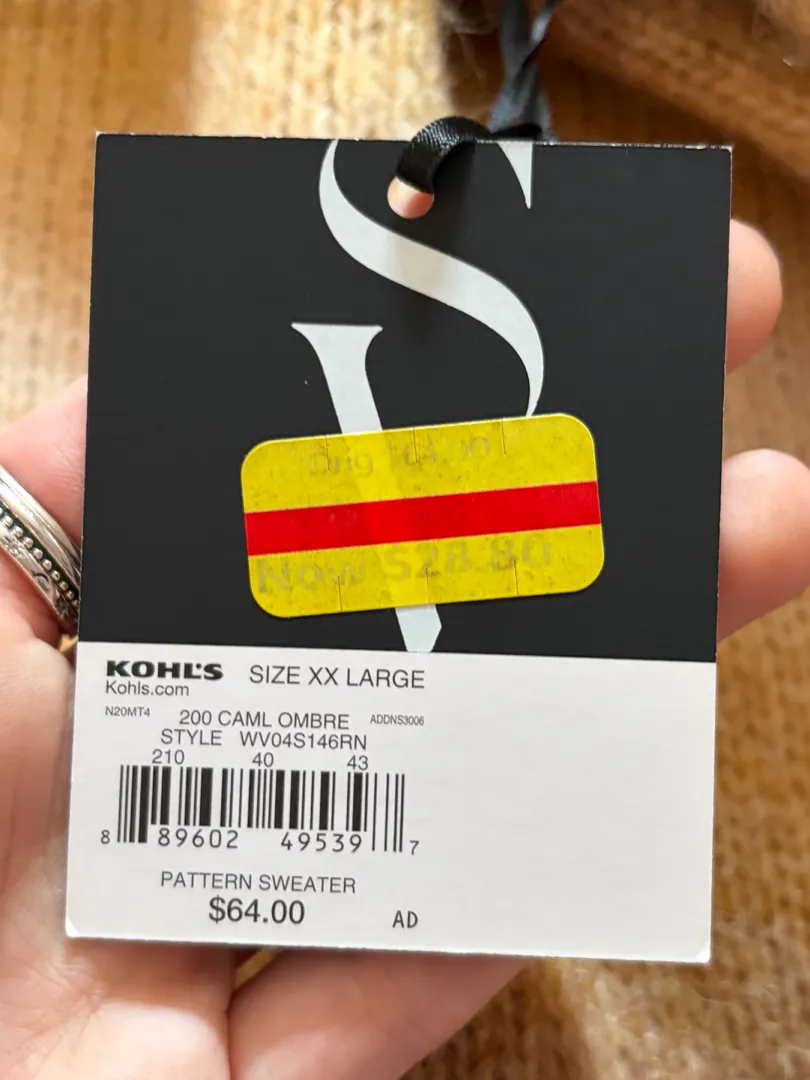 S
V
Orig $64.00
Now $28.80
KOHL'S SIZE XX LARGE
Kohls.com
N20MT4 200 CAML OMBRE ADDNS3006
STYLE WV04S146RN
210 40 43
8 89602 49539 7
PATTERN SWEATER
$64.00 AD